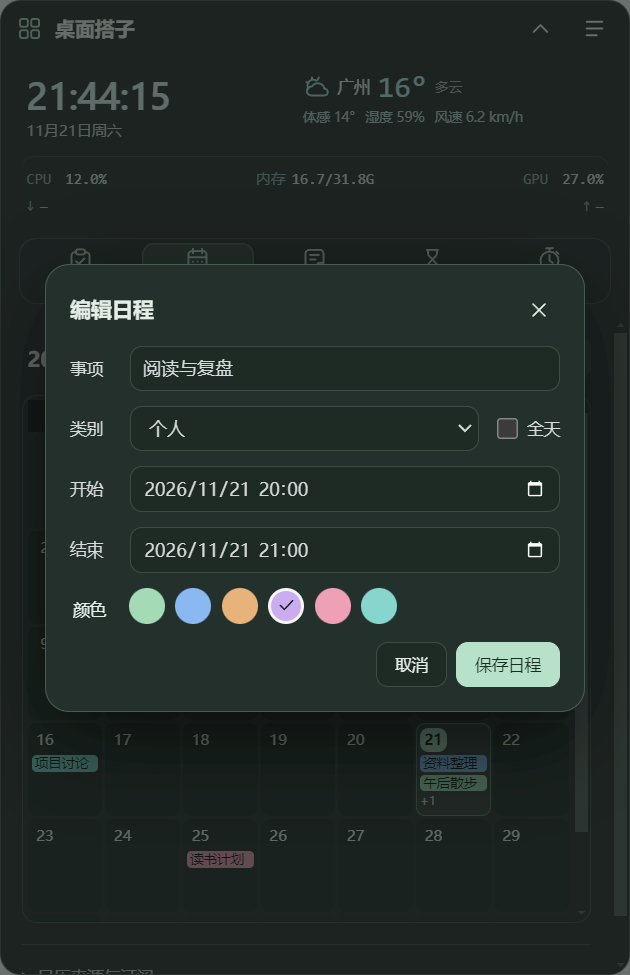 桌面搭子
21:44:15
11月21日周六
广州 16° 多云
体感 14° 湿度 59% 风速 6.2 km/h
CPU 12.0% 内存 16.7/31.8G GPU 27.0%
↓ – ↑ –
编辑日程
事项 阅读与复盘
类别 个人 全天
开始 2026/11/21 20:00
结束 2026/11/21 21:00
颜色
取消 保存日程
16 17 18 19 20 21 22
项目讨论 资料整理
午后散步
+1
23 24 25 26 27 28 29
读书计划